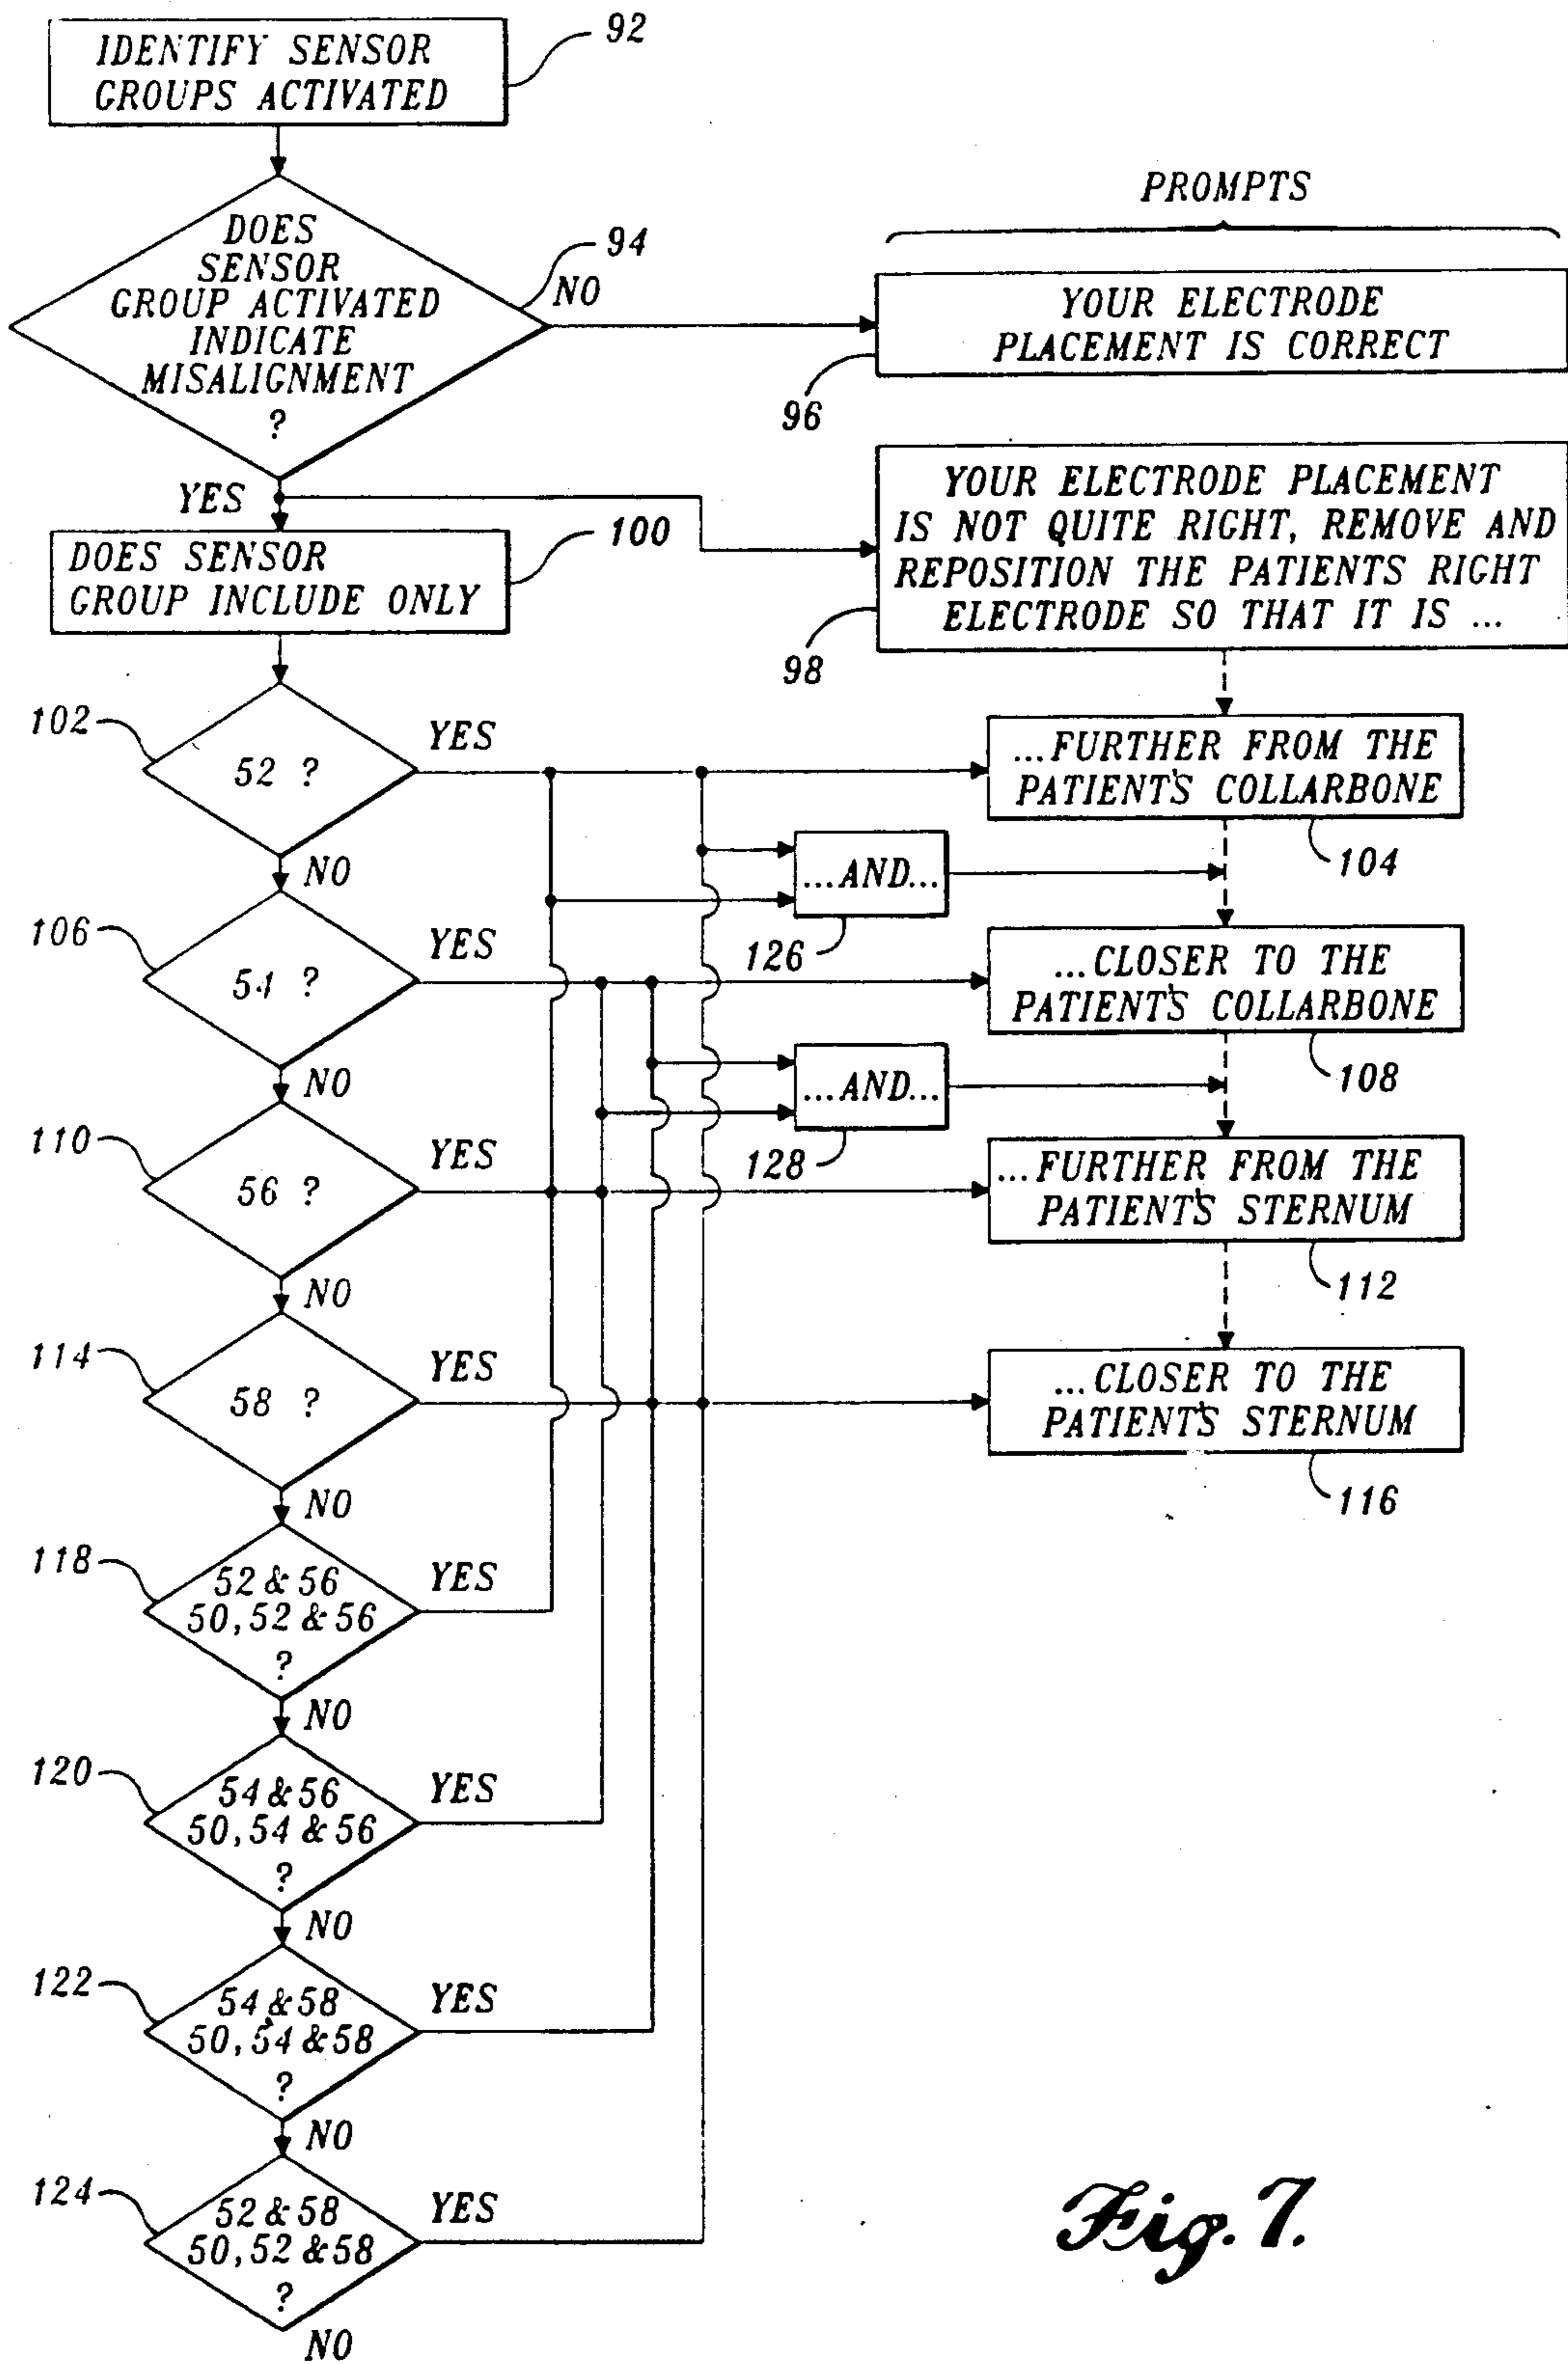 IDENTIFY SENSOR
GROUPS ACTIVATED
92
DOES
SENSOR
GROUP ACTIVATED
INDICATE
MISALIGNMENT
?
94
NO
PROMPTS
YOUR ELECTRODE
PLACEMENT IS CORRECT
96
YES
YOUR ELECTRODE PLACEMENT
IS NOT QUITE RIGHT, REMOVE AND
REPOSITION THE PATIENTS RIGHT
ELECTRODE SO THAT IT IS ...
98
DOES SENSOR
GROUP INCLUDE ONLY
100
102
52 ?
YES
NO
...FURTHER FROM THE
PATIENT'S COLLARBONE
104
...AND...
126
106
54 ?
YES
NO
...CLOSER TO THE
PATIENT'S COLLARBONE
108
...AND...
128
110
56 ?
YES
NO
...FURTHER FROM THE
PATIENT'S STERNUM
112
114
58 ?
YES
NO
...CLOSER TO THE
PATIENT'S STERNUM
116
118
52 & 56
50, 52 & 56
?
YES
NO
120
54 & 56
50, 54 & 56
?
YES
NO
122
54 & 58
50, 54 & 58
?
YES
NO
124
52 & 58
50, 52 & 58
?
YES
NO
Fig. 7.